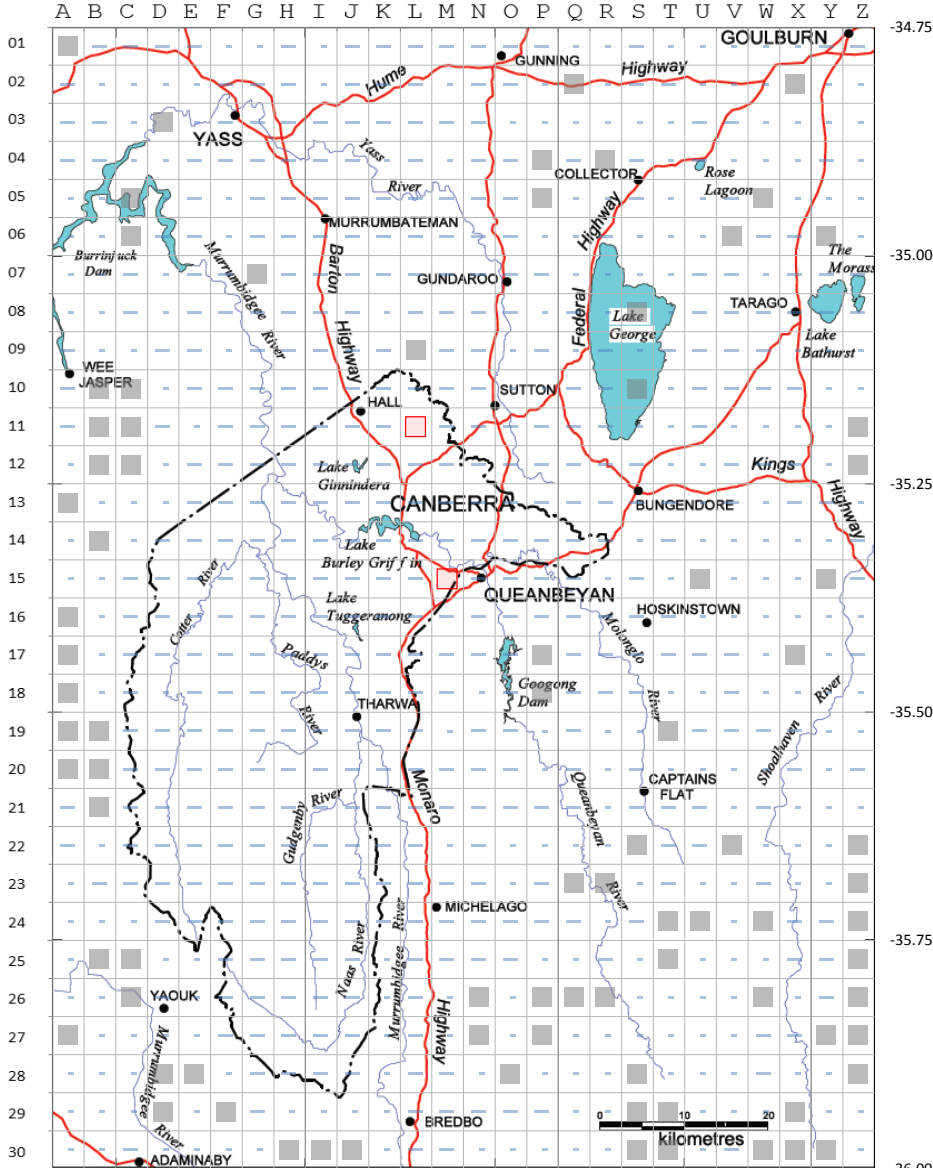 A B C D E F G H I J K L M N O P Q R S T U V W X Y Z
-34.75
01
GOULBURN
GUNNING
Hume
Highway
02
03
YASS
Yass
04
COLLECTOR
Rose
Lagoon
River
05
MURRUMBATEMAN
Highway
06
Burrinjuck
Dam
Murrumbidgee
River
Barton
Highway
-35.00
The
Morass
07
GUNDAROO
TARAGO
08
Federal
Lake
George
Lake
Bathurst
09
WEE
JASPER
10
SUTTON
HALL
11
12
Lake
Ginnindera
Kings
Highway
-35.25
13
CANBERRA
BUNGENDORE
14
Lake
Burley Griffin
15
QUEANBEYAN
Cotter
River
Lake
Tuggeranong
HOSKINSTOWN
16
Molonglo
River
17
Paddys
River
18
Googong
Dam
River
Shoalhaven
THARWA
-35.50
19
20
Monaro
CAPTAINS
FLAT
21
Gudgenby
River
Queanbeyan
River
22
23
MICHELAGO
24
-35.75
25
Naas
River
Murrumbidgee
River
26
YAOUK
Highway
27
Murrumbidgee
River
28
29
BREDBO
0 10 20
kilometres
30
ADAMINABY
-36.00